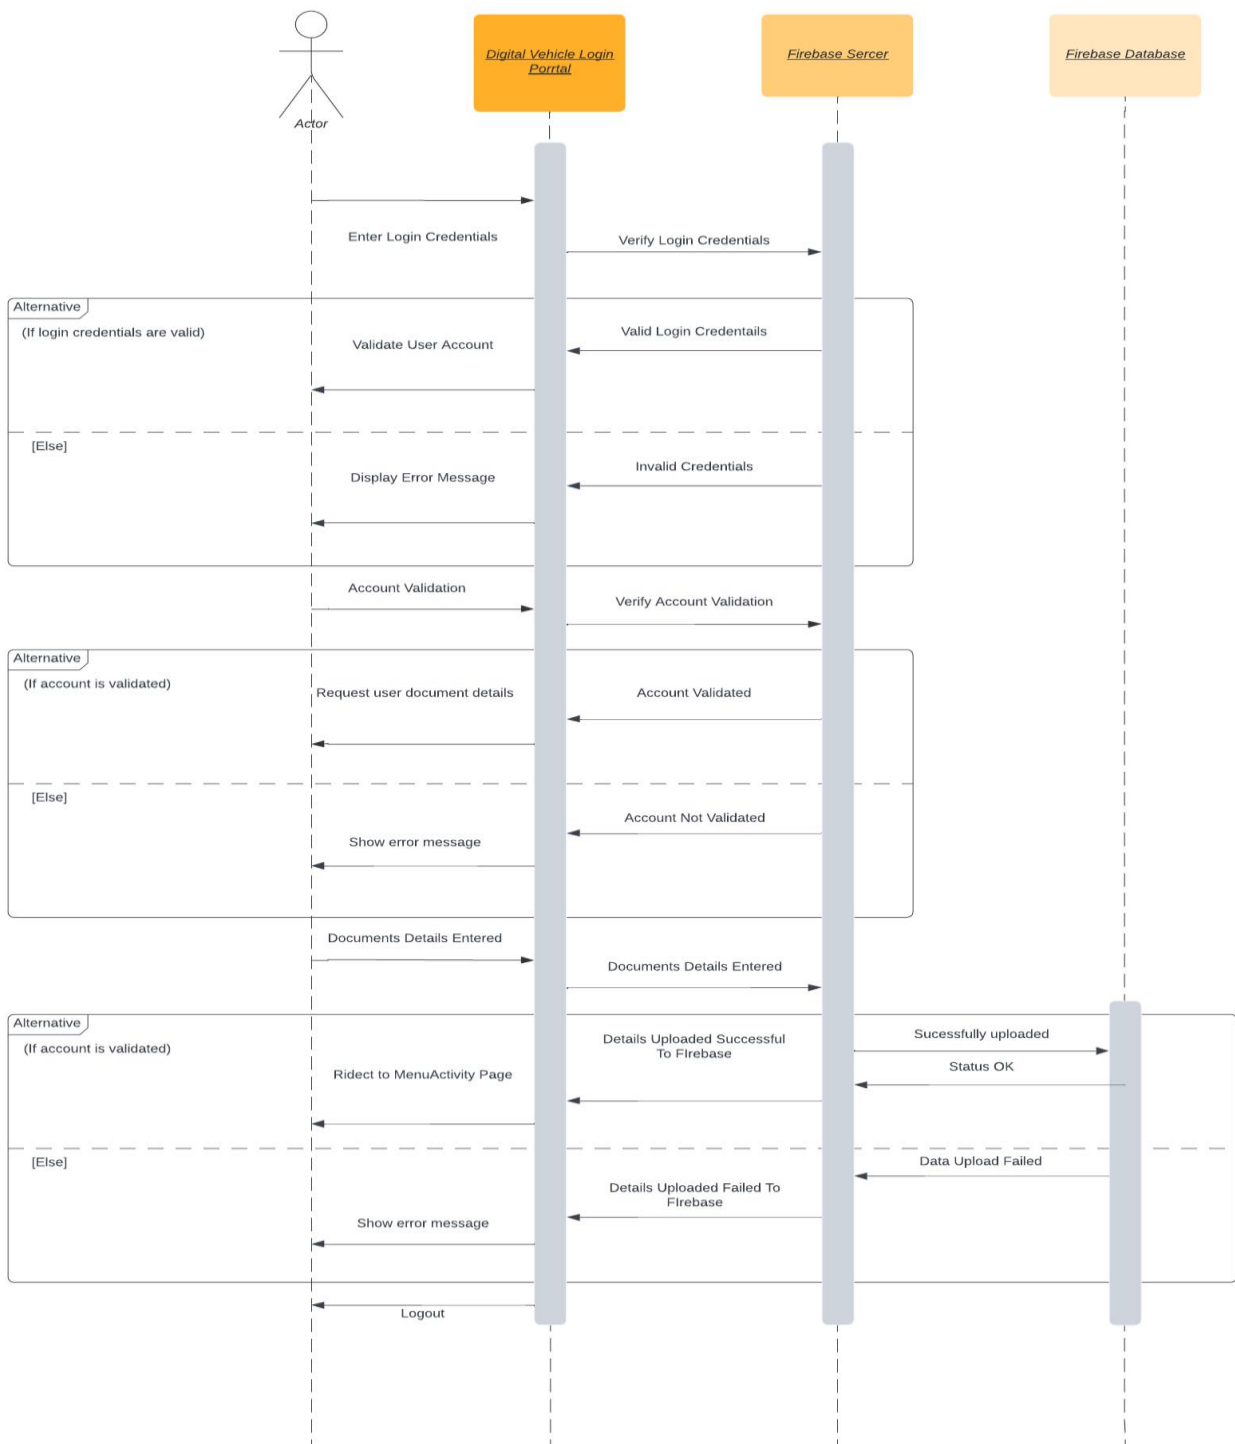 Actor
Digital Vehicle Login
Porrtal
Firebase Sercer
Firebase Database
Enter Login Credentials
Verify Login Credentials
Alternative
(If login credentials are valid)
Valid Login Credentails
Validate User Account
[Else]
Invalid Credentials
Display Error Message
Account Validation
Verify Account Validation
Alternative
(If account is validated)
Request user document details
Account Validated
[Else]
Account Not Validated
Show error message
Documents Details Entered
Documents Details Entered
Alternative
(If account is validated)
Sucessfully uploaded
Details Uploaded Successful
To FIrebase
Status OK
Ridect to MenuActivity Page
[Else]
Data Upload Failed
Details Uploaded Failed To
FIrebase
Show error message
Logout